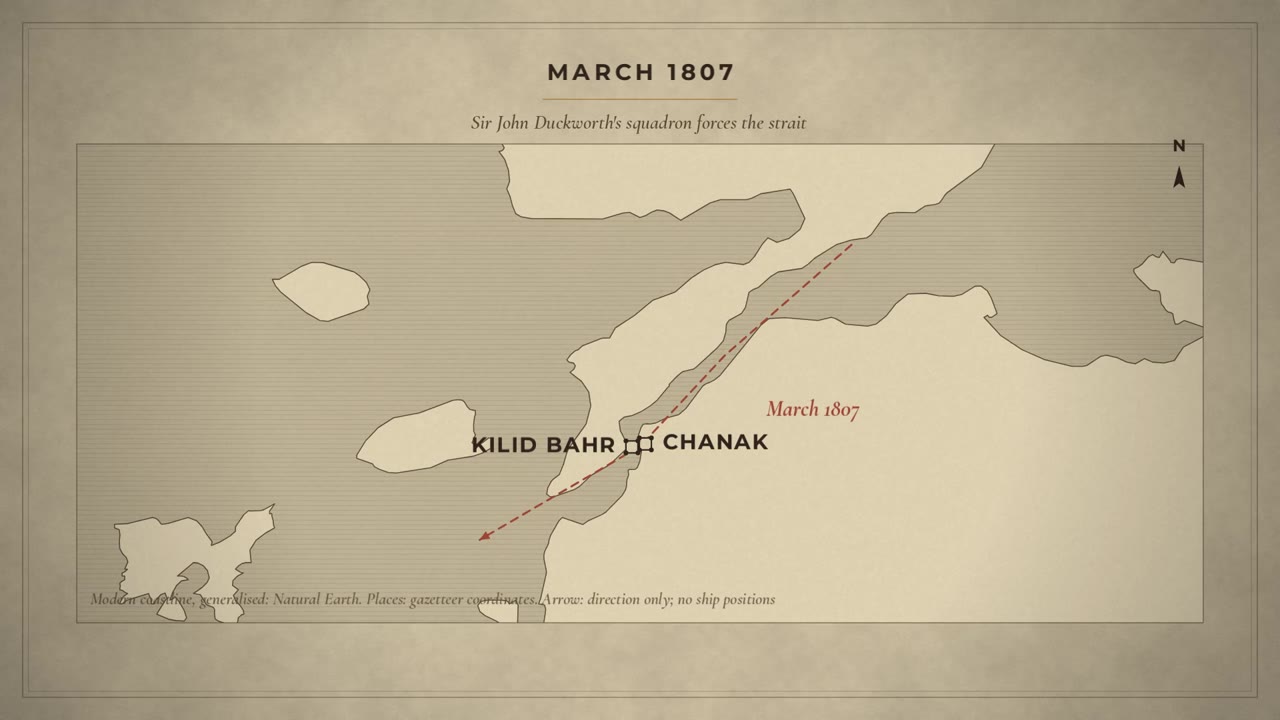 MARCH 1807
Sir John Duckworth's squadron forces the strait
N
March 1807
KILID BAHR
CHANAK
Modern coastline, generalised: Natural Earth. Places: gazetteer coordinates. Arrow: direction only; no ship positions